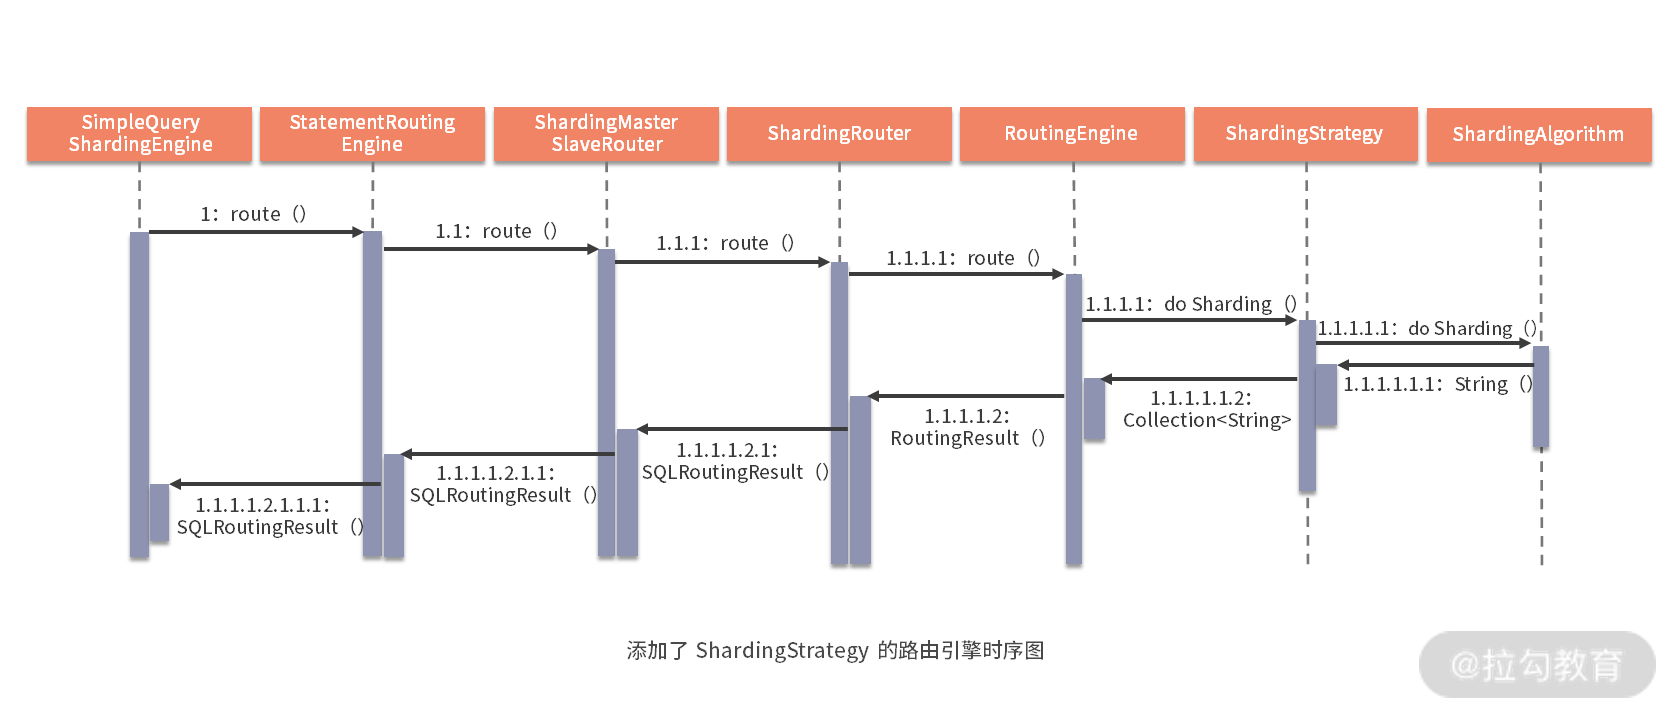 SimpleQuery
ShardingEngine
StatementRouting
Engine
ShardingMaster
SlaveRouter
ShardingRouter
RoutingEngine
ShardingStrategy
ShardingAlgorithm
1：route（）
1.1：route（）
1.1.1：route（）
1.1.1.1：route（）
1.1.1.1：do Sharding（）
1.1.1.1.1：do Sharding（）
1.1.1.1.1.1：String（）
1.1.1.1.1.2：
Collection<String>
1.1.1.1.2：
RoutingResult（）
1.1.1.1.2.1：
SQLRoutingResult（）
1.1.1.1.2.1.1：
SQLRoutingResult（）
1.1.1.1.2.1.1.1：
SQLRoutingResult（）
添加了 ShardingStrategy 的路由引擎时序图
@拉勾教育